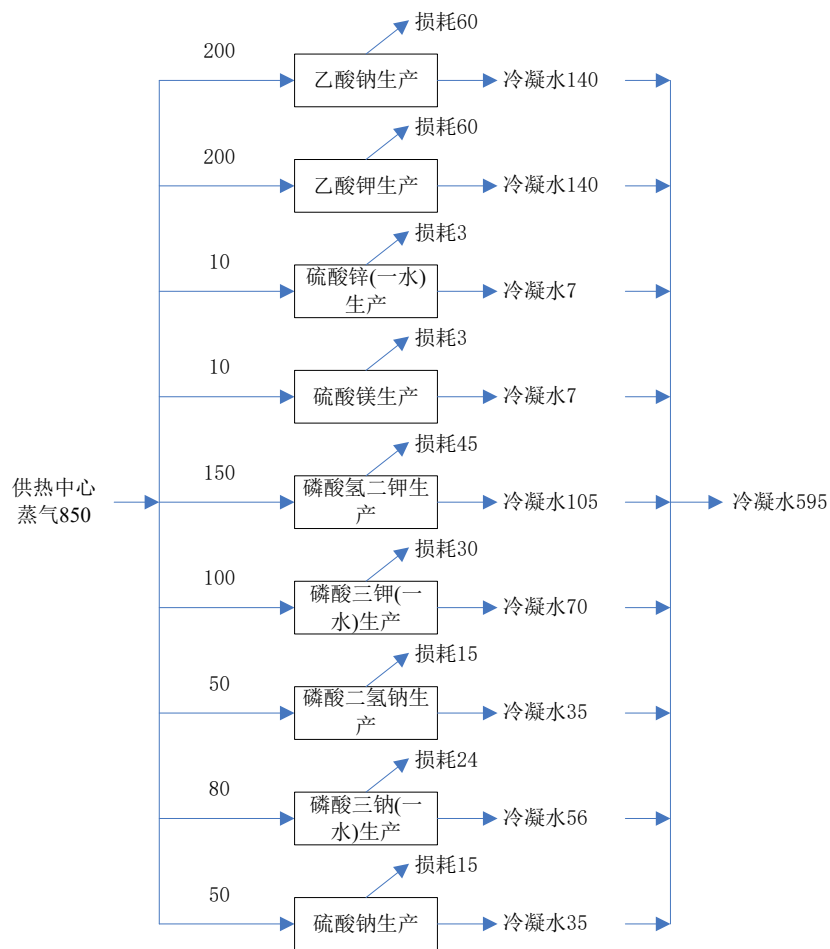 损耗60
200
乙酸钠生产
冷凝水140
损耗60
200
乙酸钾生产
冷凝水140
损耗3
10
硫酸锌(一水)
生产
冷凝水7
损耗3
10
硫酸镁生产
冷凝水7
供热中心
蒸气850
损耗45
150
磷酸氢二钾生
产
冷凝水105
冷凝水595
损耗30
100
磷酸三钾(一
水)生产
冷凝水70
损耗15
50
磷酸二氢钠生
产
冷凝水35
损耗24
80
磷酸三钠(一
水)生产
冷凝水56
损耗15
50
硫酸钠生产
冷凝水35